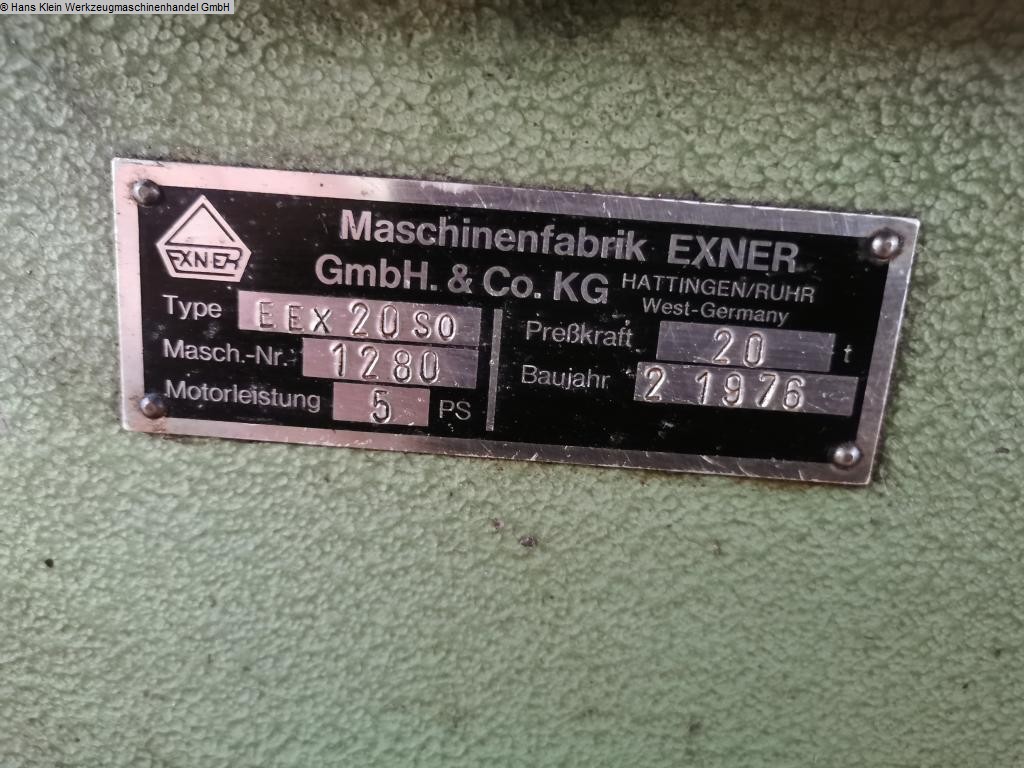 © Hans Klein Werkzeugmaschinenhandel GmbH
EXNER
Maschinenfabrik EXNER
GmbH. & Co. KG HATTINGEN/RUHR
West-Germany
Type EEX 20 SO
Masch.-Nr. 1280
Motorleistung 5 PS
Preßkraft 20 t
Baujahr 2 1976